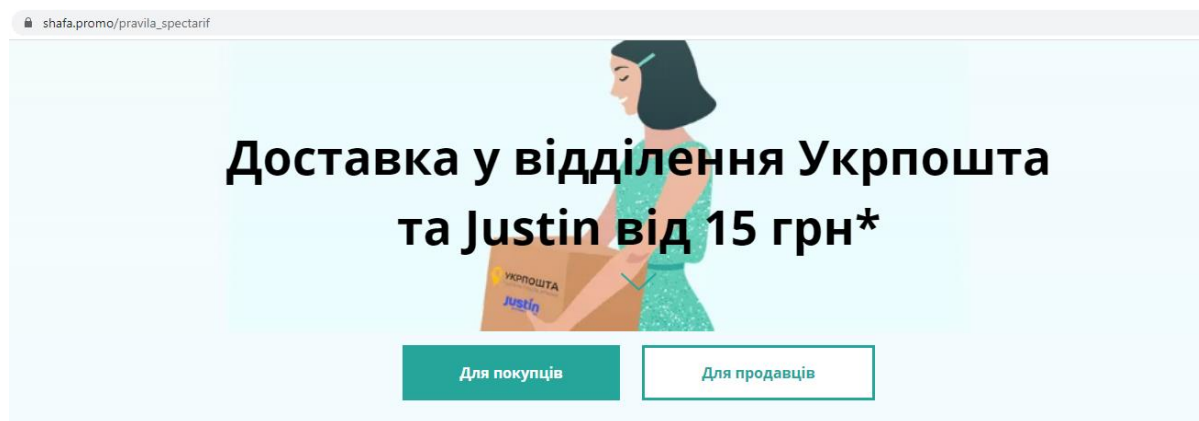 shafa.promo/pravila_spectarif
Доставка у відділення Укрпошта
та Justin від 15 грн*
УКРПОШТА
justin
Для покупців
Для продавців